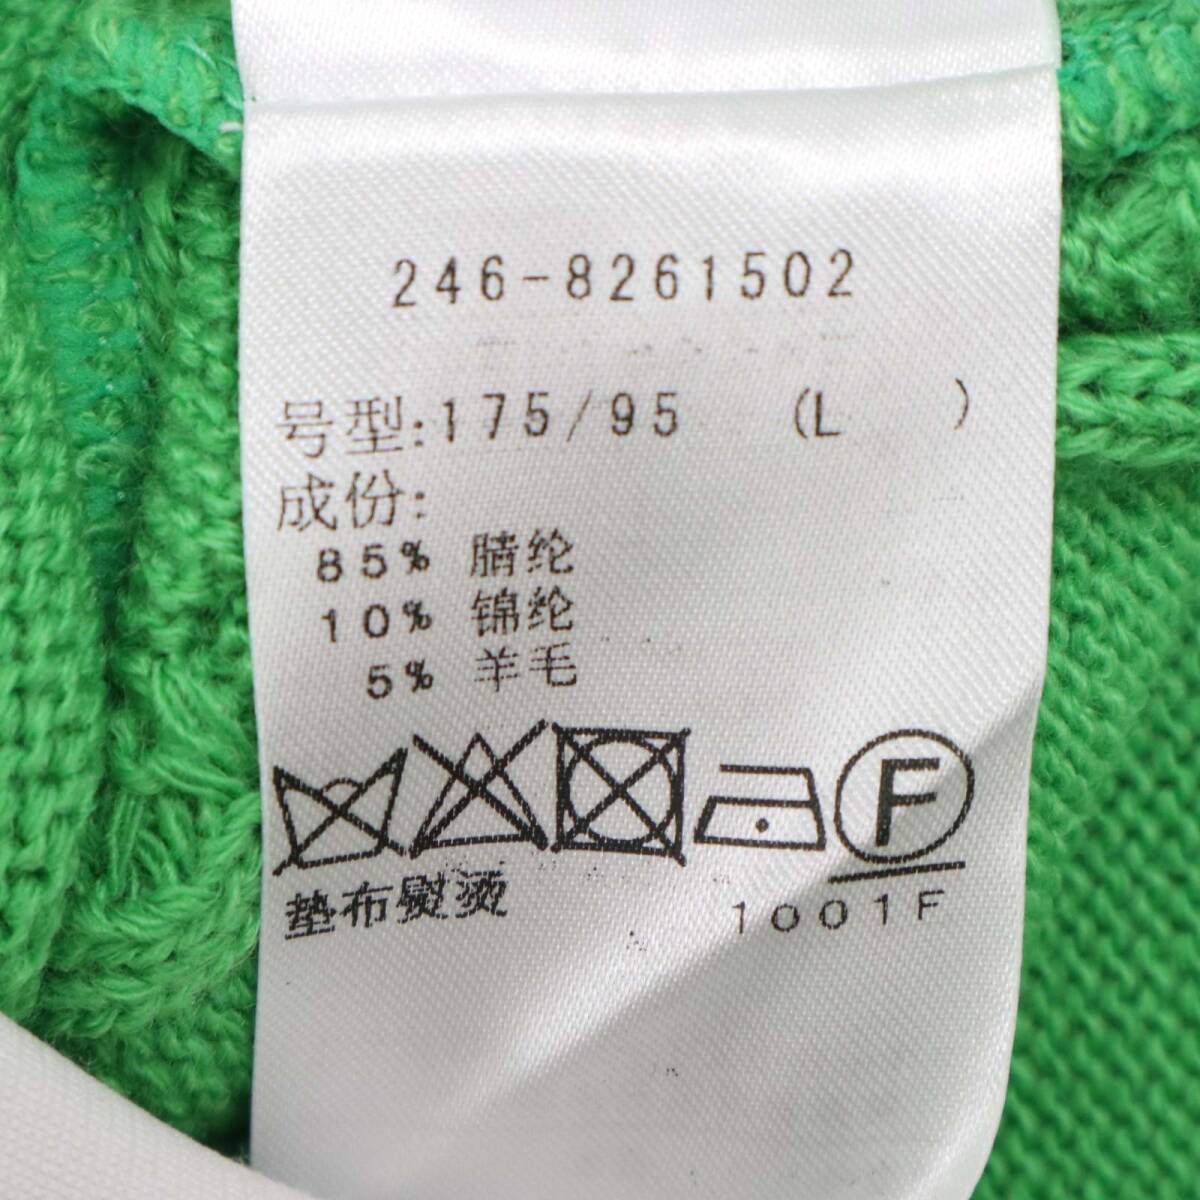 246-8261502
号型:175/95 (L )
成份:
85% 腈纶
10% 锦纶
5% 羊毛
F
垫布熨烫 1001F